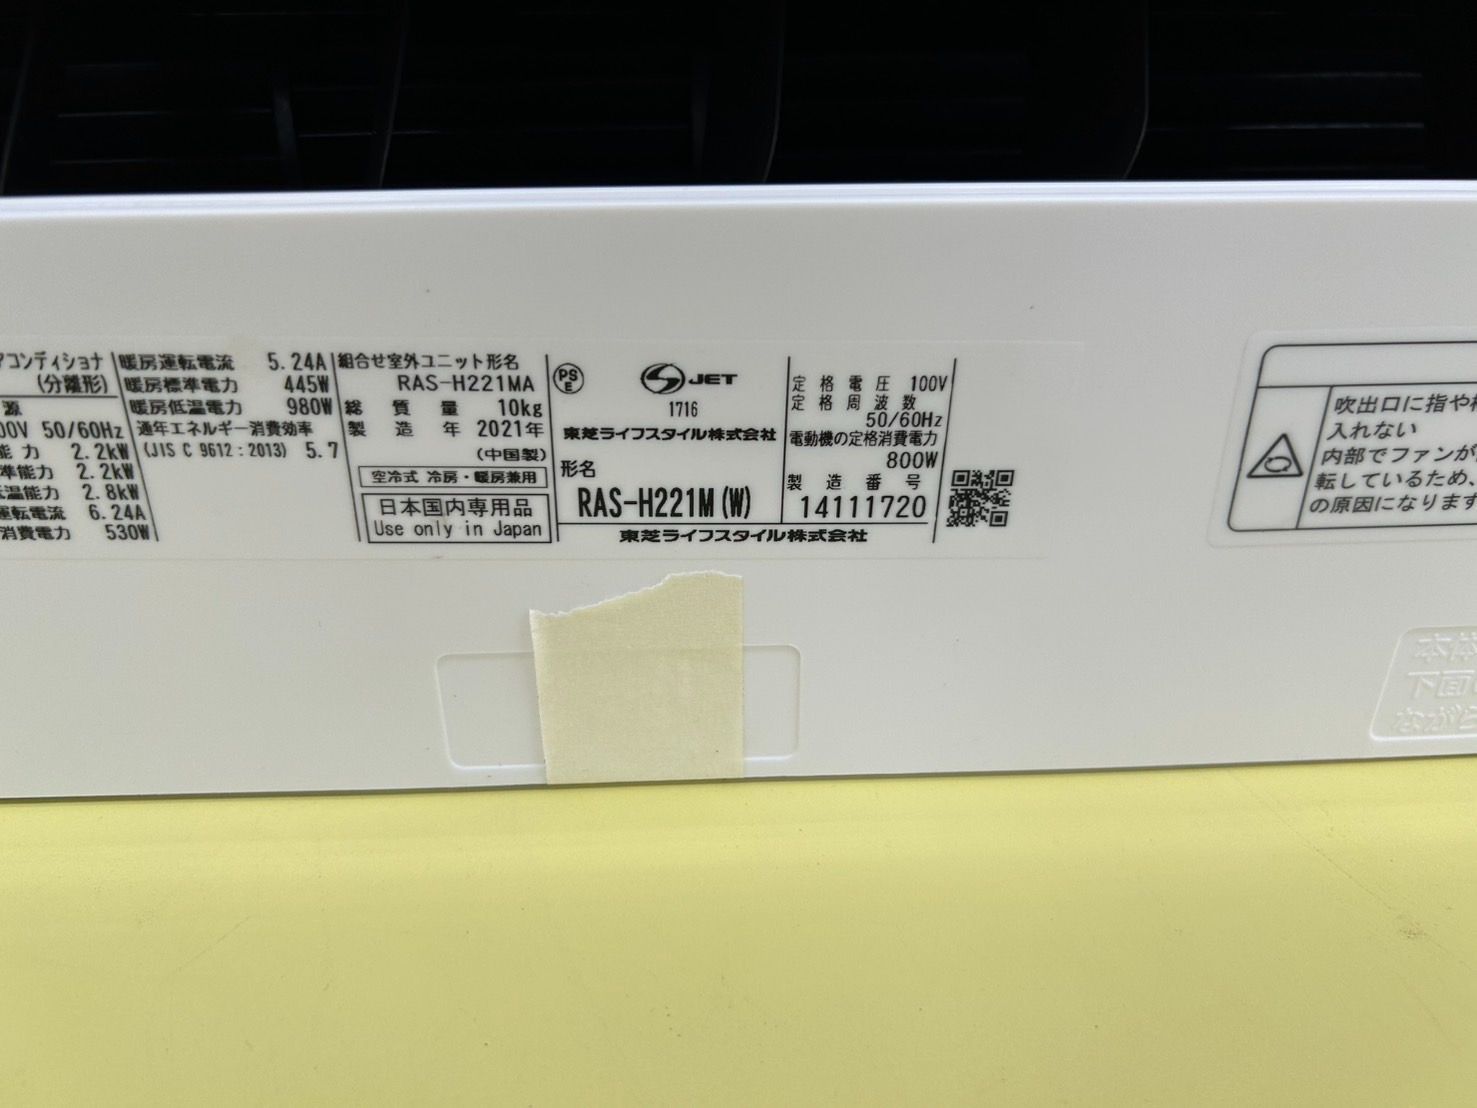 アコンディショナ
(分離形)
源
00V 50/60Hz
能力 2.2kW
準能力 2.2kW
温能力 2.8kW
運転電流 6.24A
消費電力 530W
暖房運転電流 5.24A
暖房標準電力 445W
暖房低温電力 980W
通年エネルギー消費効率
(JIS C 9612:2013) 5.7
組合せ室外ユニット形名
RAS-H221MA
総質量 10kg
製造年 2021年
(中国製)
空冷式 冷房・暖房兼用
日本国内専用品
Use only in Japan
PS
E
JET
1716
東芝ライフスタイル株式会社
形名
RAS-H221M(W)
定格電圧 100V
定格周波数
50/60Hz
電動機の定格消費電力
800W
製造番号
14111720
東芝ライフスタイル株式会社
吹出口に指や
入れない
内部でファンが
転しているため、
の原因になります
本体
下面
ながら